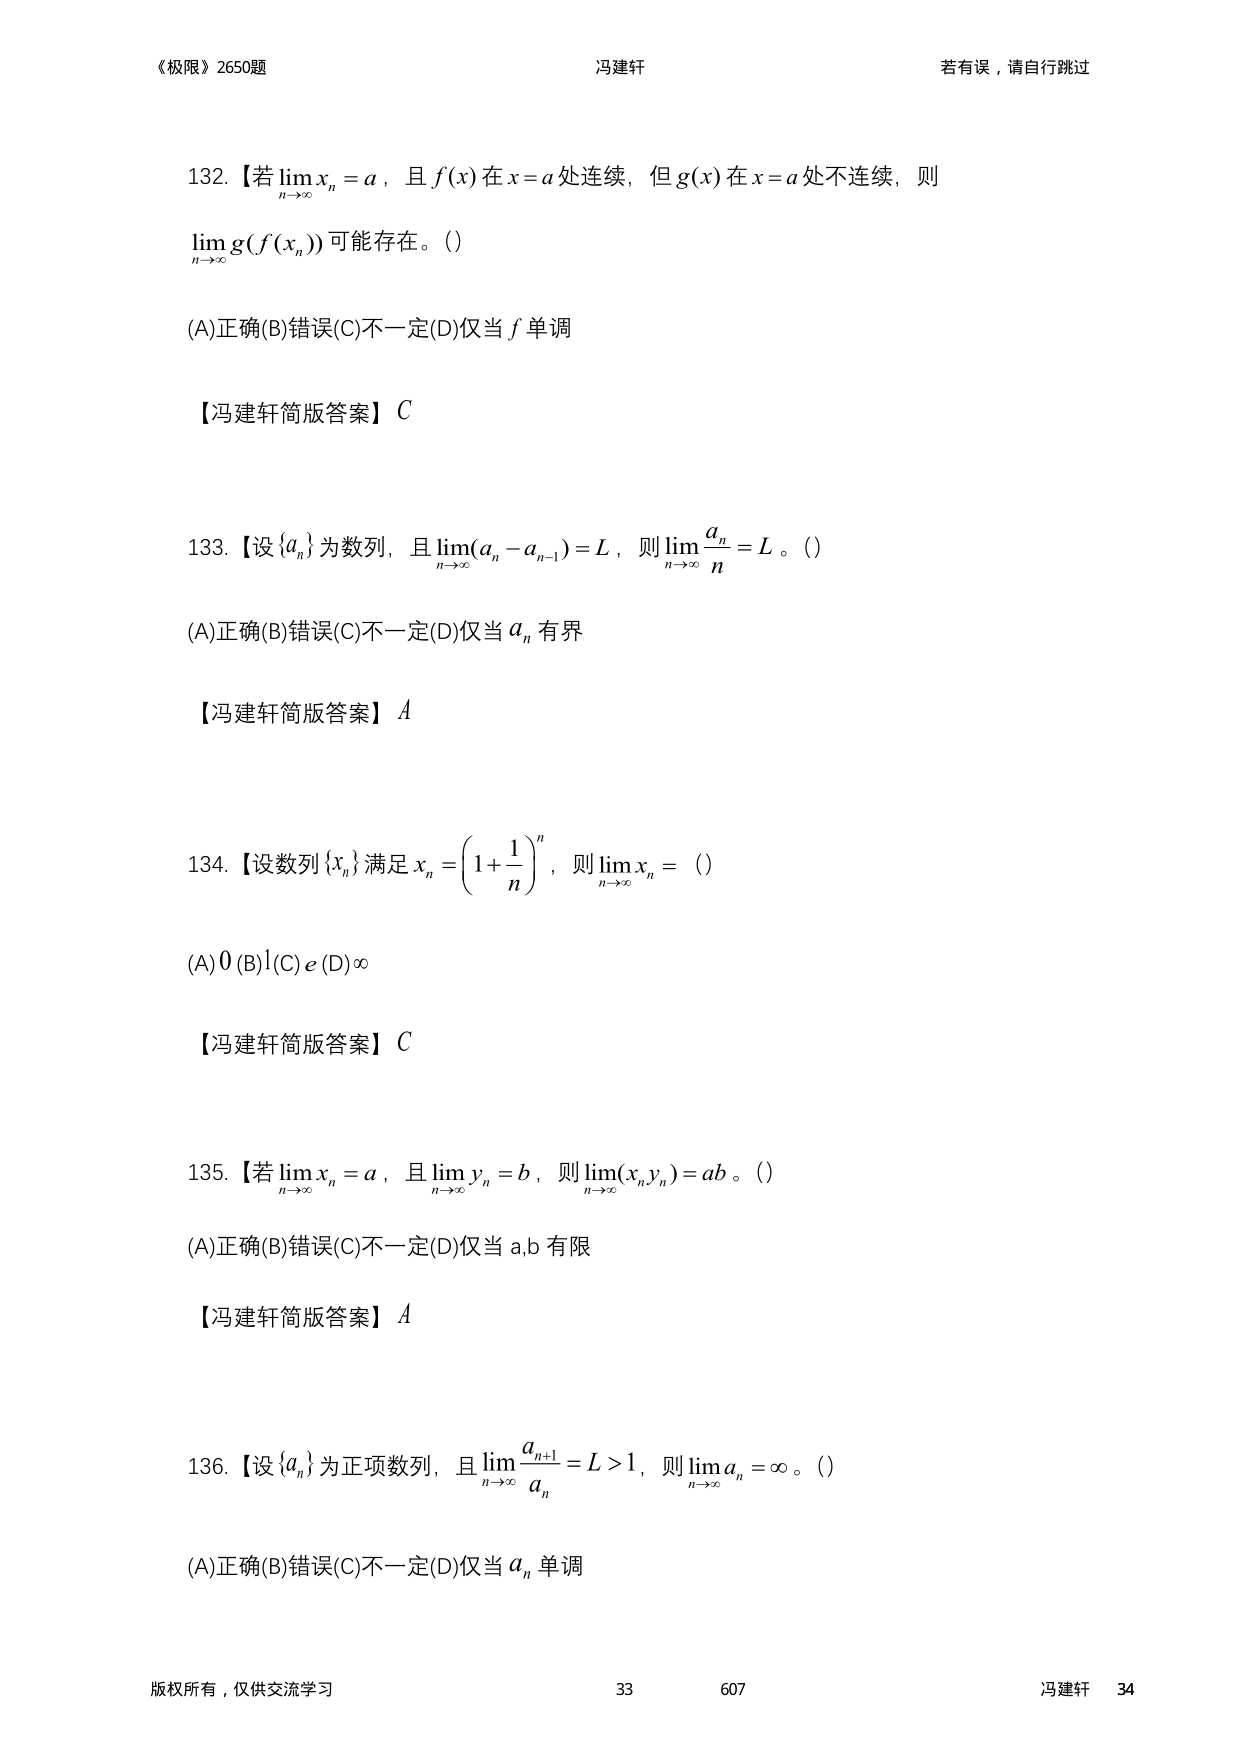 《极限》2650题 冯建轩 若有误，请自行跳过
132.【若 lim_{n→∞} x_n = a，且 f(x) 在 x=a 处连续，但 g(x) 在 x=a 处不连续，则
lim_{n→∞} g(f(x_n)) 可能存在。（）
(A)正确(B)错误(C)不一定(D)仅当 f 单调
【冯建轩简版答案】 C
133.【设 {a_n} 为数列，且 lim_{n→∞} (a_n − a_{n−1}) = L，则 lim_{n→∞} a_n/n = L。（）
(A)正确(B)错误(C)不一定(D)仅当 a_n 有界
【冯建轩简版答案】 A
134.【设数列 {x_n} 满足 x_n = (1+1/n)^n，则 lim_{n→∞} x_n = （）
(A) 0 (B) 1 (C) e (D) ∞
【冯建轩简版答案】 C
135.【若 lim_{n→∞} x_n = a，且 lim_{n→∞} y_n = b，则 lim_{n→∞} (x_n y_n) = ab。（）
(A)正确(B)错误(C)不一定(D)仅当 a,b 有限
【冯建轩简版答案】 A
136.【设 {a_n} 为正项数列，且 lim_{n→∞} a_{n+1}/a_n = L > 1，则 lim_{n→∞} a_n = ∞。（）
(A)正确(B)错误(C)不一定(D)仅当 a_n 单调
版权所有，仅供交流学习 33 607 冯建轩 34